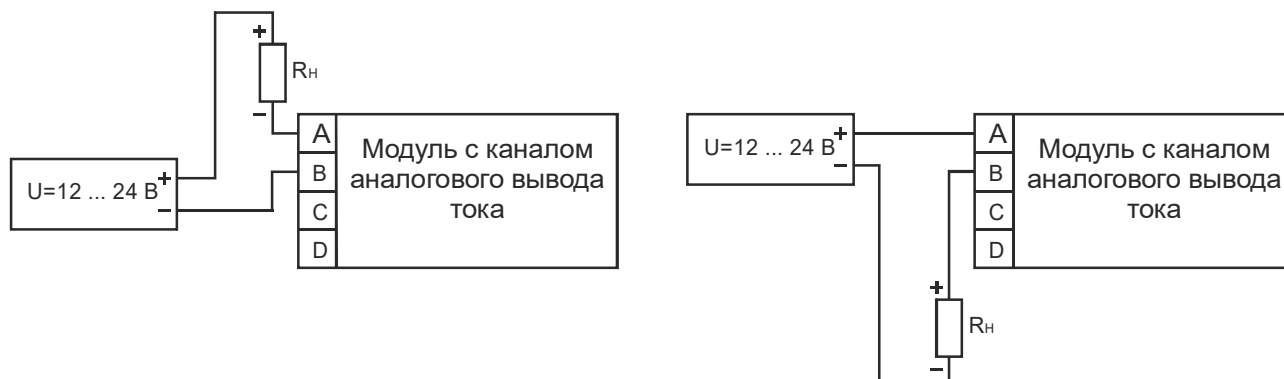 +
Rн
−
U=12 ... 24 В
+
−
A
B
C
D
Модуль с каналом
аналогового вывода
тока
U=12 ... 24 В
+
−
A
B
C
D
Модуль с каналом
аналогового вывода
тока
+
Rн
−